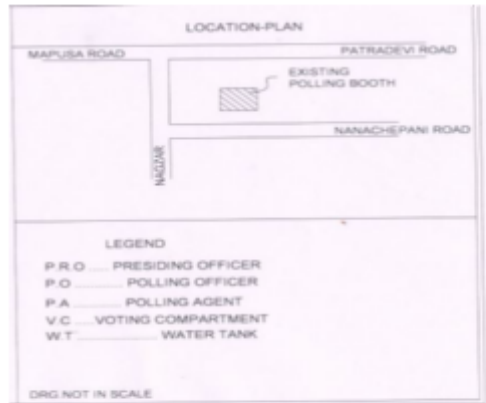 LOCATION-PLAN
MAPUSA ROAD
PATRADEVI ROAD
EXISTING
POLLING BOOTH
NANACHEPANI ROAD
NAGZAR
LEGEND
P.R.O ..... PRESIDING OFFICER
P.O ............. POLLING OFFICER
P.A ............. POLLING AGENT
V.C .....VOTING COMPARTMENT
W.T ..................... WATER TANK
DRG.NOT IN SCALE